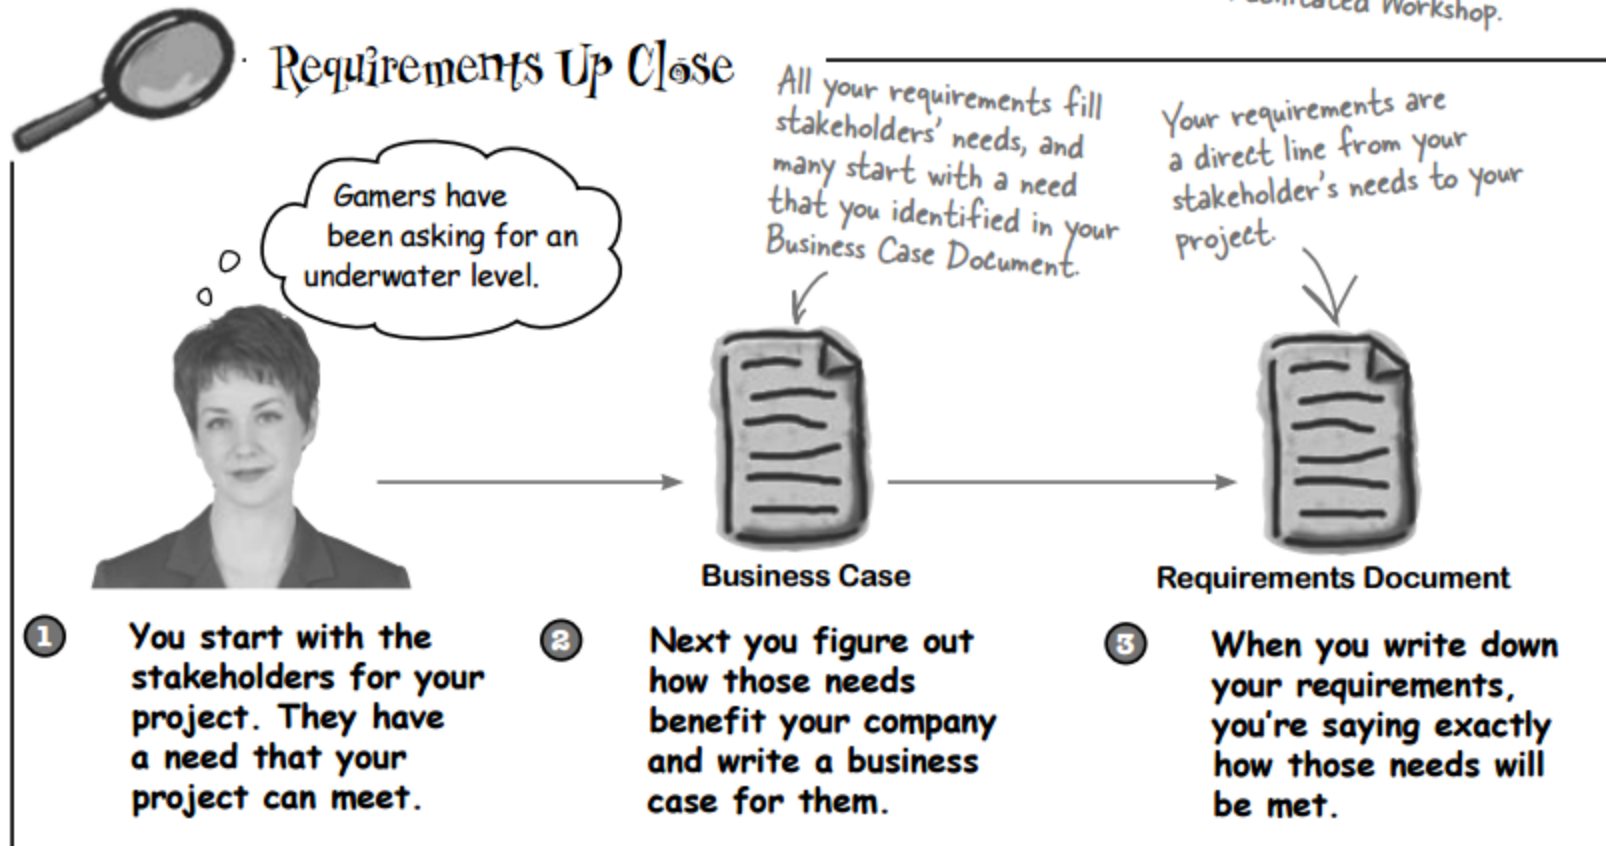 Workshop.
Requirements Up Close
All your requirements fill
stakeholders' needs, and
many start with a need
that you identified in your
Business Case Document.
Your requirements are
a direct line from your
stakeholder's needs to your
project.
Gamers have
been asking for an
underwater level.
Business Case
Requirements Document
1
You start with the
stakeholders for your
project. They have
a need that your
project can meet.
2
Next you figure out
how those needs
benefit your company
and write a business
case for them.
3
When you write down
your requirements,
you're saying exactly
how those needs will
be met.